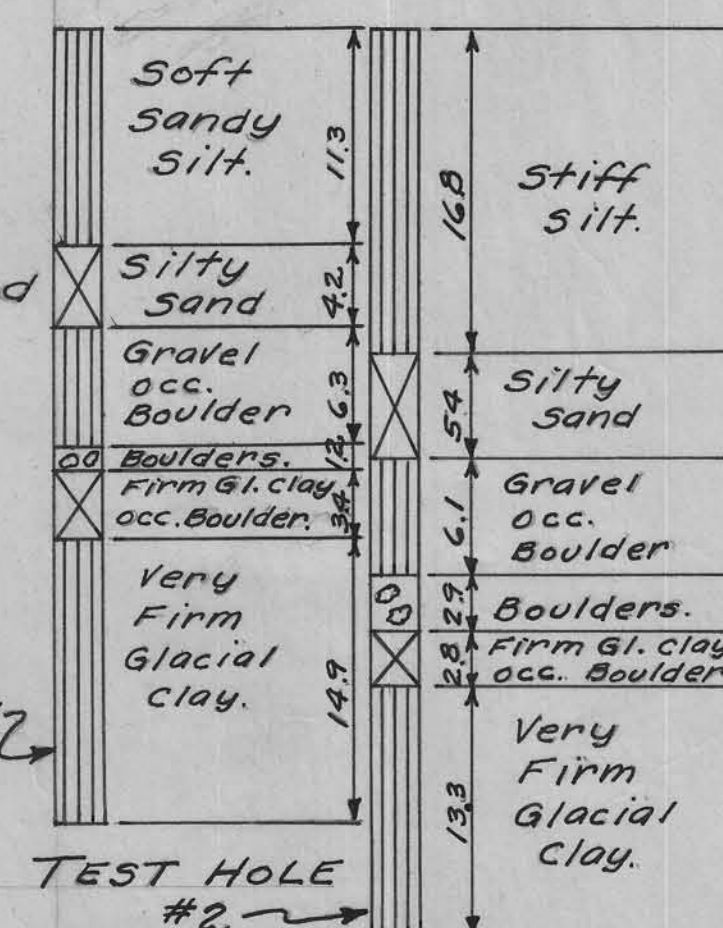 Soft
Sandy
Silt.
11.3
Silty
Sand
4.2
Gravel
occ.
Boulder
6.3
Boulders.
1.2
Firm Gl. Clay
occ. Boulder.
3.4
Very
Firm
Glacial
Clay.
14.9
d
TEST HOLE
#2
Stiff
Silt.
16.8
Silty
Sand
5.4
Gravel
occ.
Boulder
6.1
Boulders.
2.9
Firm Gl. Clay
occ. Boulder
2.8
Very
Firm
Glacial
Clay.
13.3